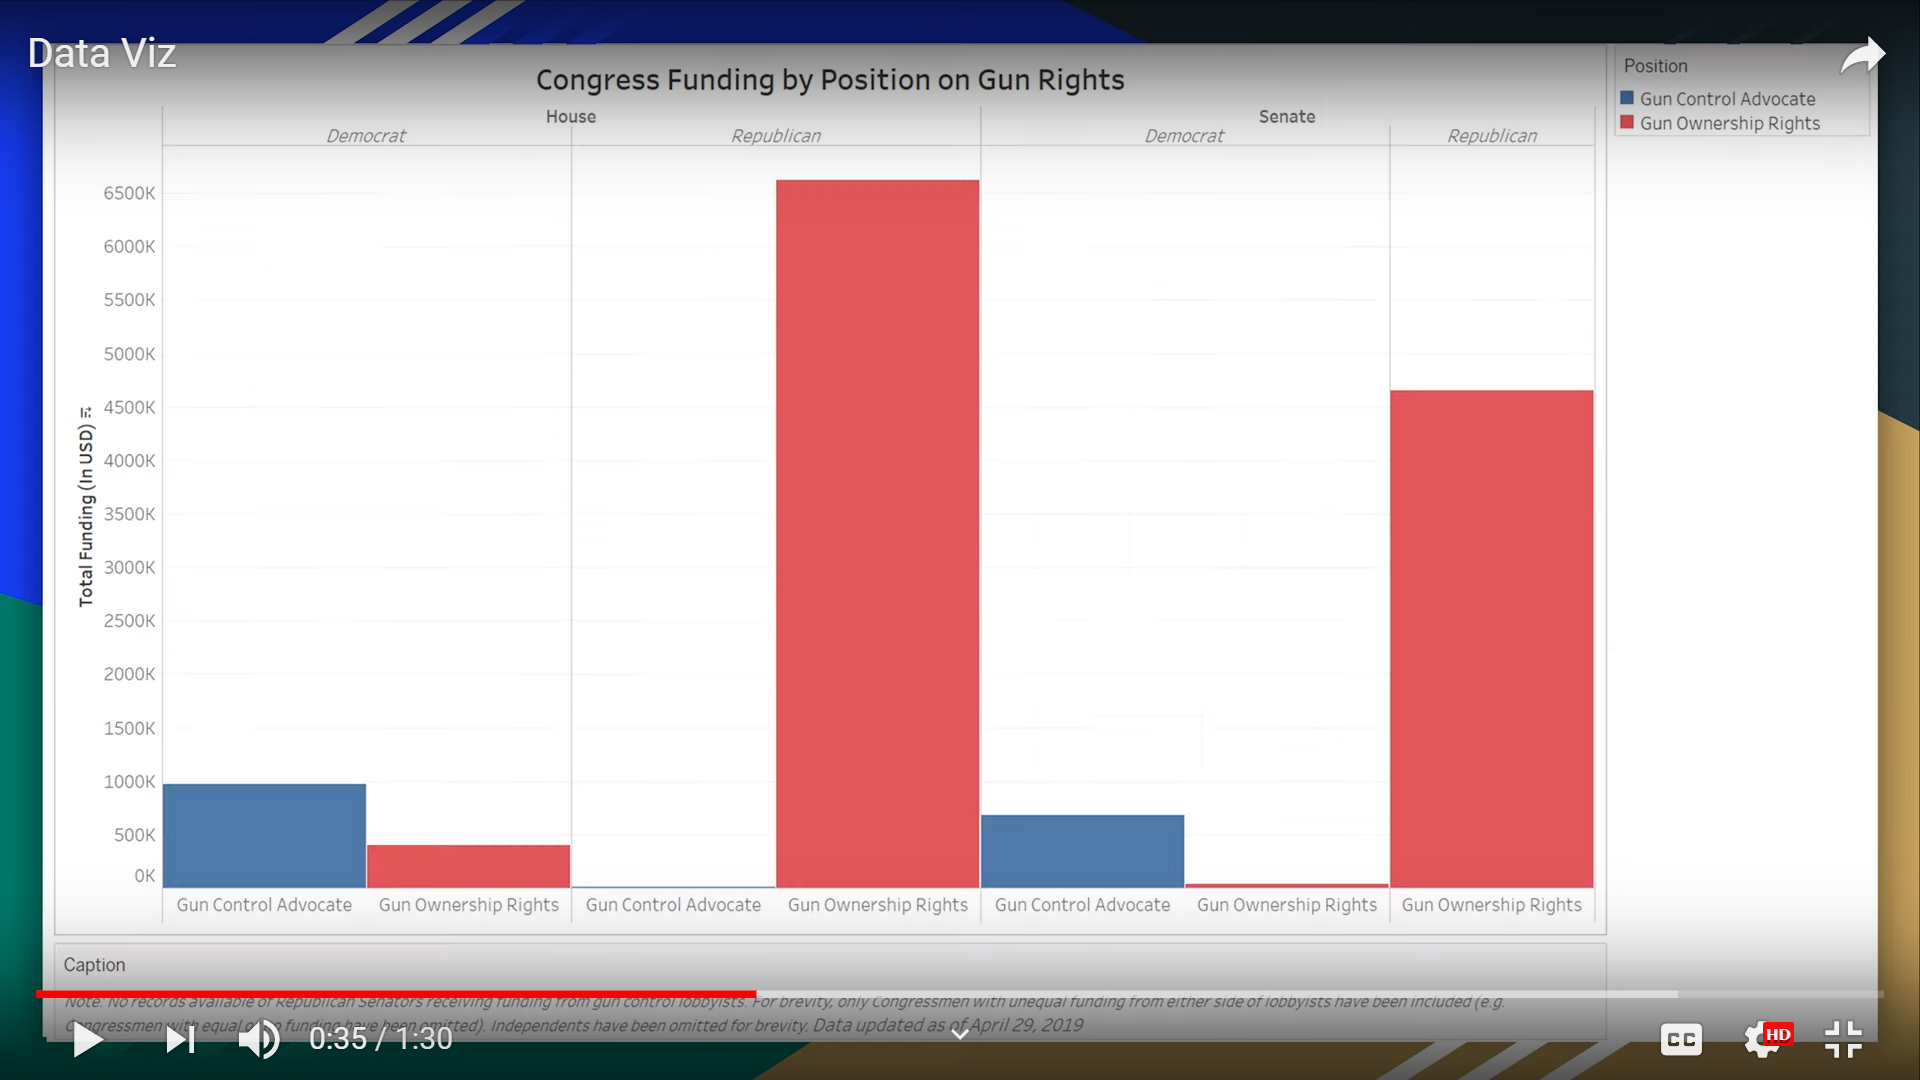 Data Viz
Congress Funding by Position on Gun Rights
House
Senate
Democrat
Republican
Democrat
Republican
Position
Gun Control Advocate
Gun Ownership Rights
Total Funding (In USD)
6500K
6000K
5500K
5000K
4500K
4000K
3500K
3000K
2500K
2000K
1500K
1000K
500K
0K
Gun Control Advocate
Gun Ownership Rights
Gun Control Advocate
Gun Ownership Rights
Gun Control Advocate
Gun Ownership Rights
Gun Ownership Rights
Caption
Note: No records available of Republican Senators receiving funding from gun control lobbyists. For brevity, only Congressmen with unequal funding from either side of lobbyists have been included (e.g.
Congressmen with equal or no funding have been omitted). Independents have been omitted for brevity. Data updated as of April 29, 2019
0:35 / 1:30
CC
HD